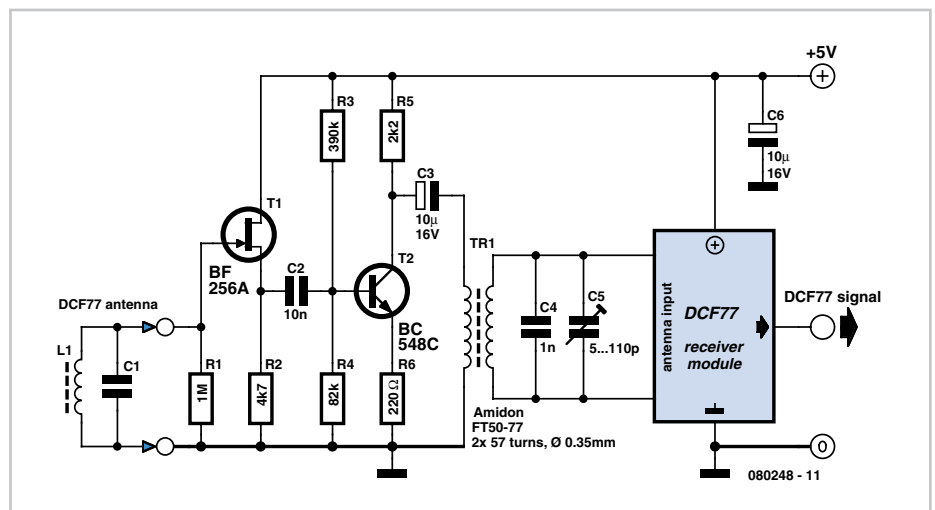 +5V
R3
390k
R5
2k2
C6
10μ
16V
C3
10μ
16V
T1
BF
256A
C2
10n
T2
BC
548C
TR1
DCF77 antenna
L1
C1
R1
1M
R2
4k7
R4
82k
R6
220Ω
C4
1n
C5
5...110p
Amidon
FT50-77
2x 57 turns, Ø 0.35mm
antenna input
DCF77
receiver
module
DCF77 signal
0
080248 - 11